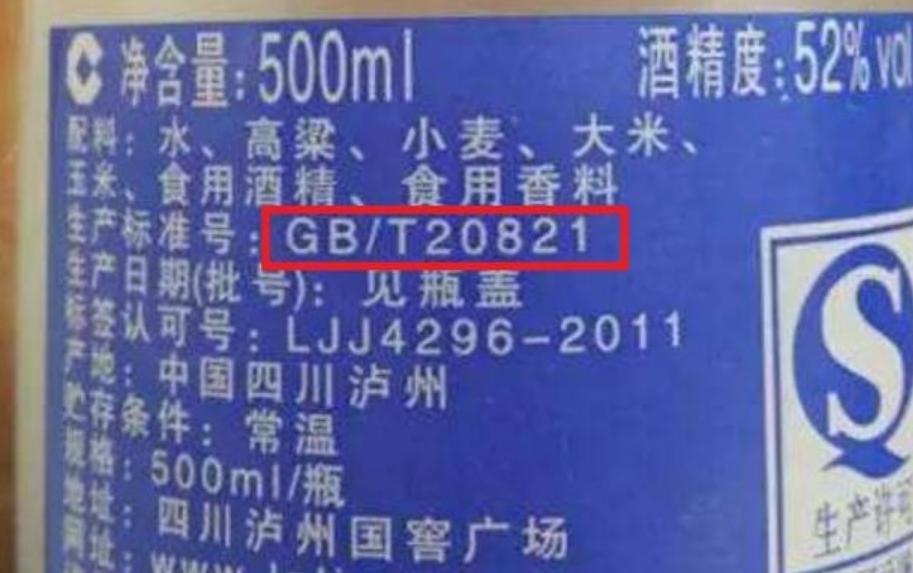 净含量:500ml 酒精度:52%vol
配料：水、高粱、小麦、大米、
玉米、食用酒精、食用香料
生产标准号：GB/T20821
生产日期(批号)：见瓶盖
标签认可号：LJJ4296-2011
产地：中国四川泸州
贮存条件：常温
规格：500ml/瓶
地址：四川泸州国窖广场
网址：www
生产许可